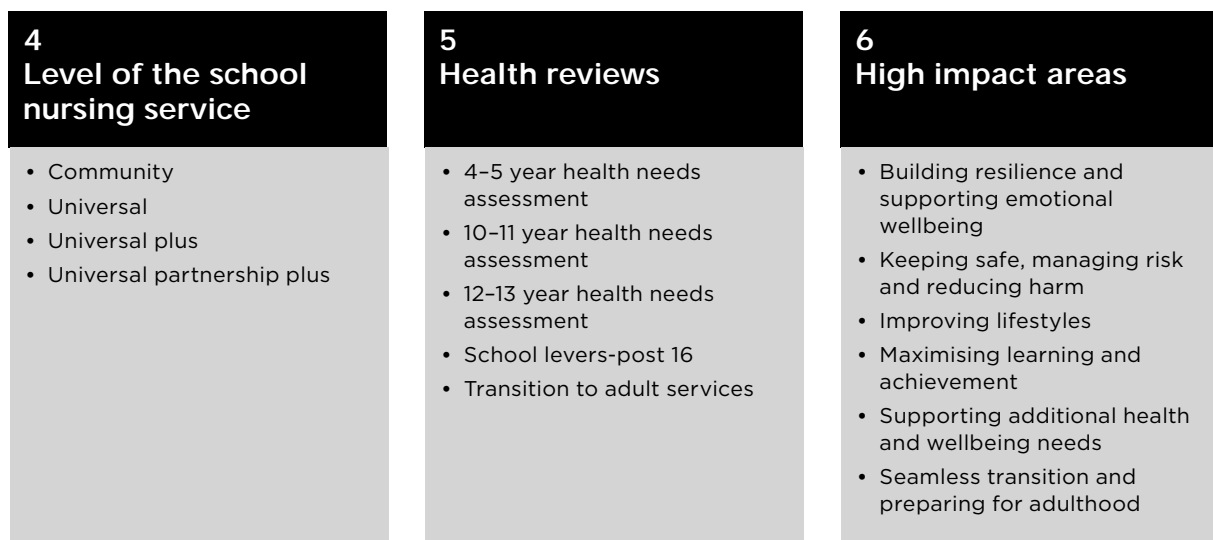 4
Level of the school
nursing service
• Community
• Universal
• Universal plus
• Universal partnership plus
5
Health reviews
• 4–5 year health needs
assessment
• 10–11 year health needs
assessment
• 12–13 year health needs
assessment
• School levers-post 16
• Transition to adult services
6
High impact areas
• Building resilience and
supporting emotional
wellbeing
• Keeping safe, managing risk
and reducing harm
• Improving lifestyles
• Maximising learning and
achievement
• Supporting additional health
and wellbeing needs
• Seamless transition and
preparing for adulthood